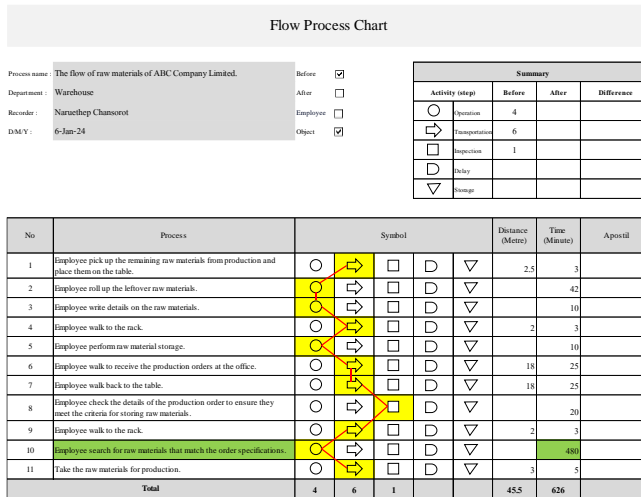 Flow Process Chart
Process name : The flow of raw materials of ABC Company Limited. Before
Department : Warehouse After
Recorder : Naruethep Chansorot Employee
D/M/Y : 6-Jan-24 Object
Summary
Activity (step) Before After Difference
Operation 4
Transportation 6
Inspection 1
Delay
Storage
No Process Symbol Distance (Metre) Time (Minute) Apostil
1 Employee pick up the remaining raw materials from production and
place them on the table. 2.5 3
2 Employee roll up the leftover raw materials. 42
3 Employee write details on the raw materials. 10
4 Employee walk to the rack. 2 3
5 Employee perform raw material storage. 10
6 Employee walk to receive the production orders at the office. 18 25
7 Employee walk back to the table. 18 25
8 Employee check the details of the production order to ensure they
meet the criteria for storing raw materials. 20
9 Employee walk to the rack. 2 3
10 Employee search for raw materials that match the order specifications. 480
11 Take the raw materials for production. 3 5
Total 4 6 1 45.5 626